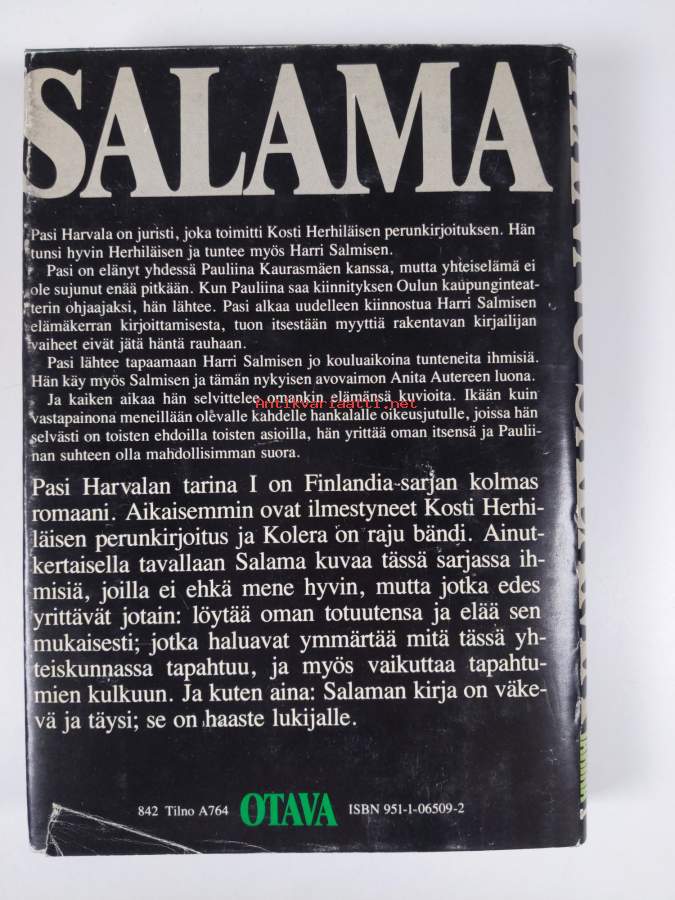 SALAMA
Pasi Harvala on juristi, joka toimitti Kosti Herhiläisen perunkirjoituksen. Hän
tunsi hyvin Herhiläisen ja tuntee myös Harri Salmisen.
Pasi on elänyt yhdessä Pauliina Kaurasmäen kanssa, mutta yhteiselämä ei
ole sujunut enää pitkään. Kun Pauliina saa kiinnityksen Oulun kaupunginteat-
terin ohjaajaksi, hän lähtee. Pasi alkaa uudelleen kiinnostua Harri Salmisen
elämäkerran kirjoittamisesta, tuon itsestään myyttiä rakentavan kirjailijan
vaiheet eivät jätä häntä rauhaan.
Pasi lähtee tapaamaan Harri Salmisen jo kouluaikoina tunteneita ihmisiä.
Hän käy myös Salmisen ja tämän nykyisen avovaimon Anita Autereen luona.
Ja kaiken aikaa hän selvittelee omankin elämänsä kuvioita. Ikään kuin
Antikvariaatti.net
vastapainona meneillään olevalle kahdelle hankalalle oikeusjutulle, joissa hän
selvästi on toisten ehdoilla toisten asioilla, hän yrittää oman itsensä ja Paulii-
nan suhteen olla mahdollisimman suora.
Pasi Harvalan tarina I on Finlandia-sarjan kolmas
romaani. Aikaisemmin ovat ilmestyneet Kosti Herhi-
läisen perunkirjoitus ja Kolera on raju bändi. Ainut-
kertaisella tavallaan Salama kuvaa tässä sarjassa ih-
misiä, joilla ei ehkä mene hyvin, mutta jotka edes
yrittävät jotain: löytää oman totuutensa ja elää sen
mukaisesti; jotka haluavat ymmärtää mitä tässä yh-
teiskunnassa tapahtuu, ja myös vaikuttaa tapahtu-
mien kulkuun. Ja kuten aina: Salaman kirja on väke-
vä ja täysi; se on haaste lukijalle.
842 Tilno A764 OTAVA ISBN 951-1-06509-2